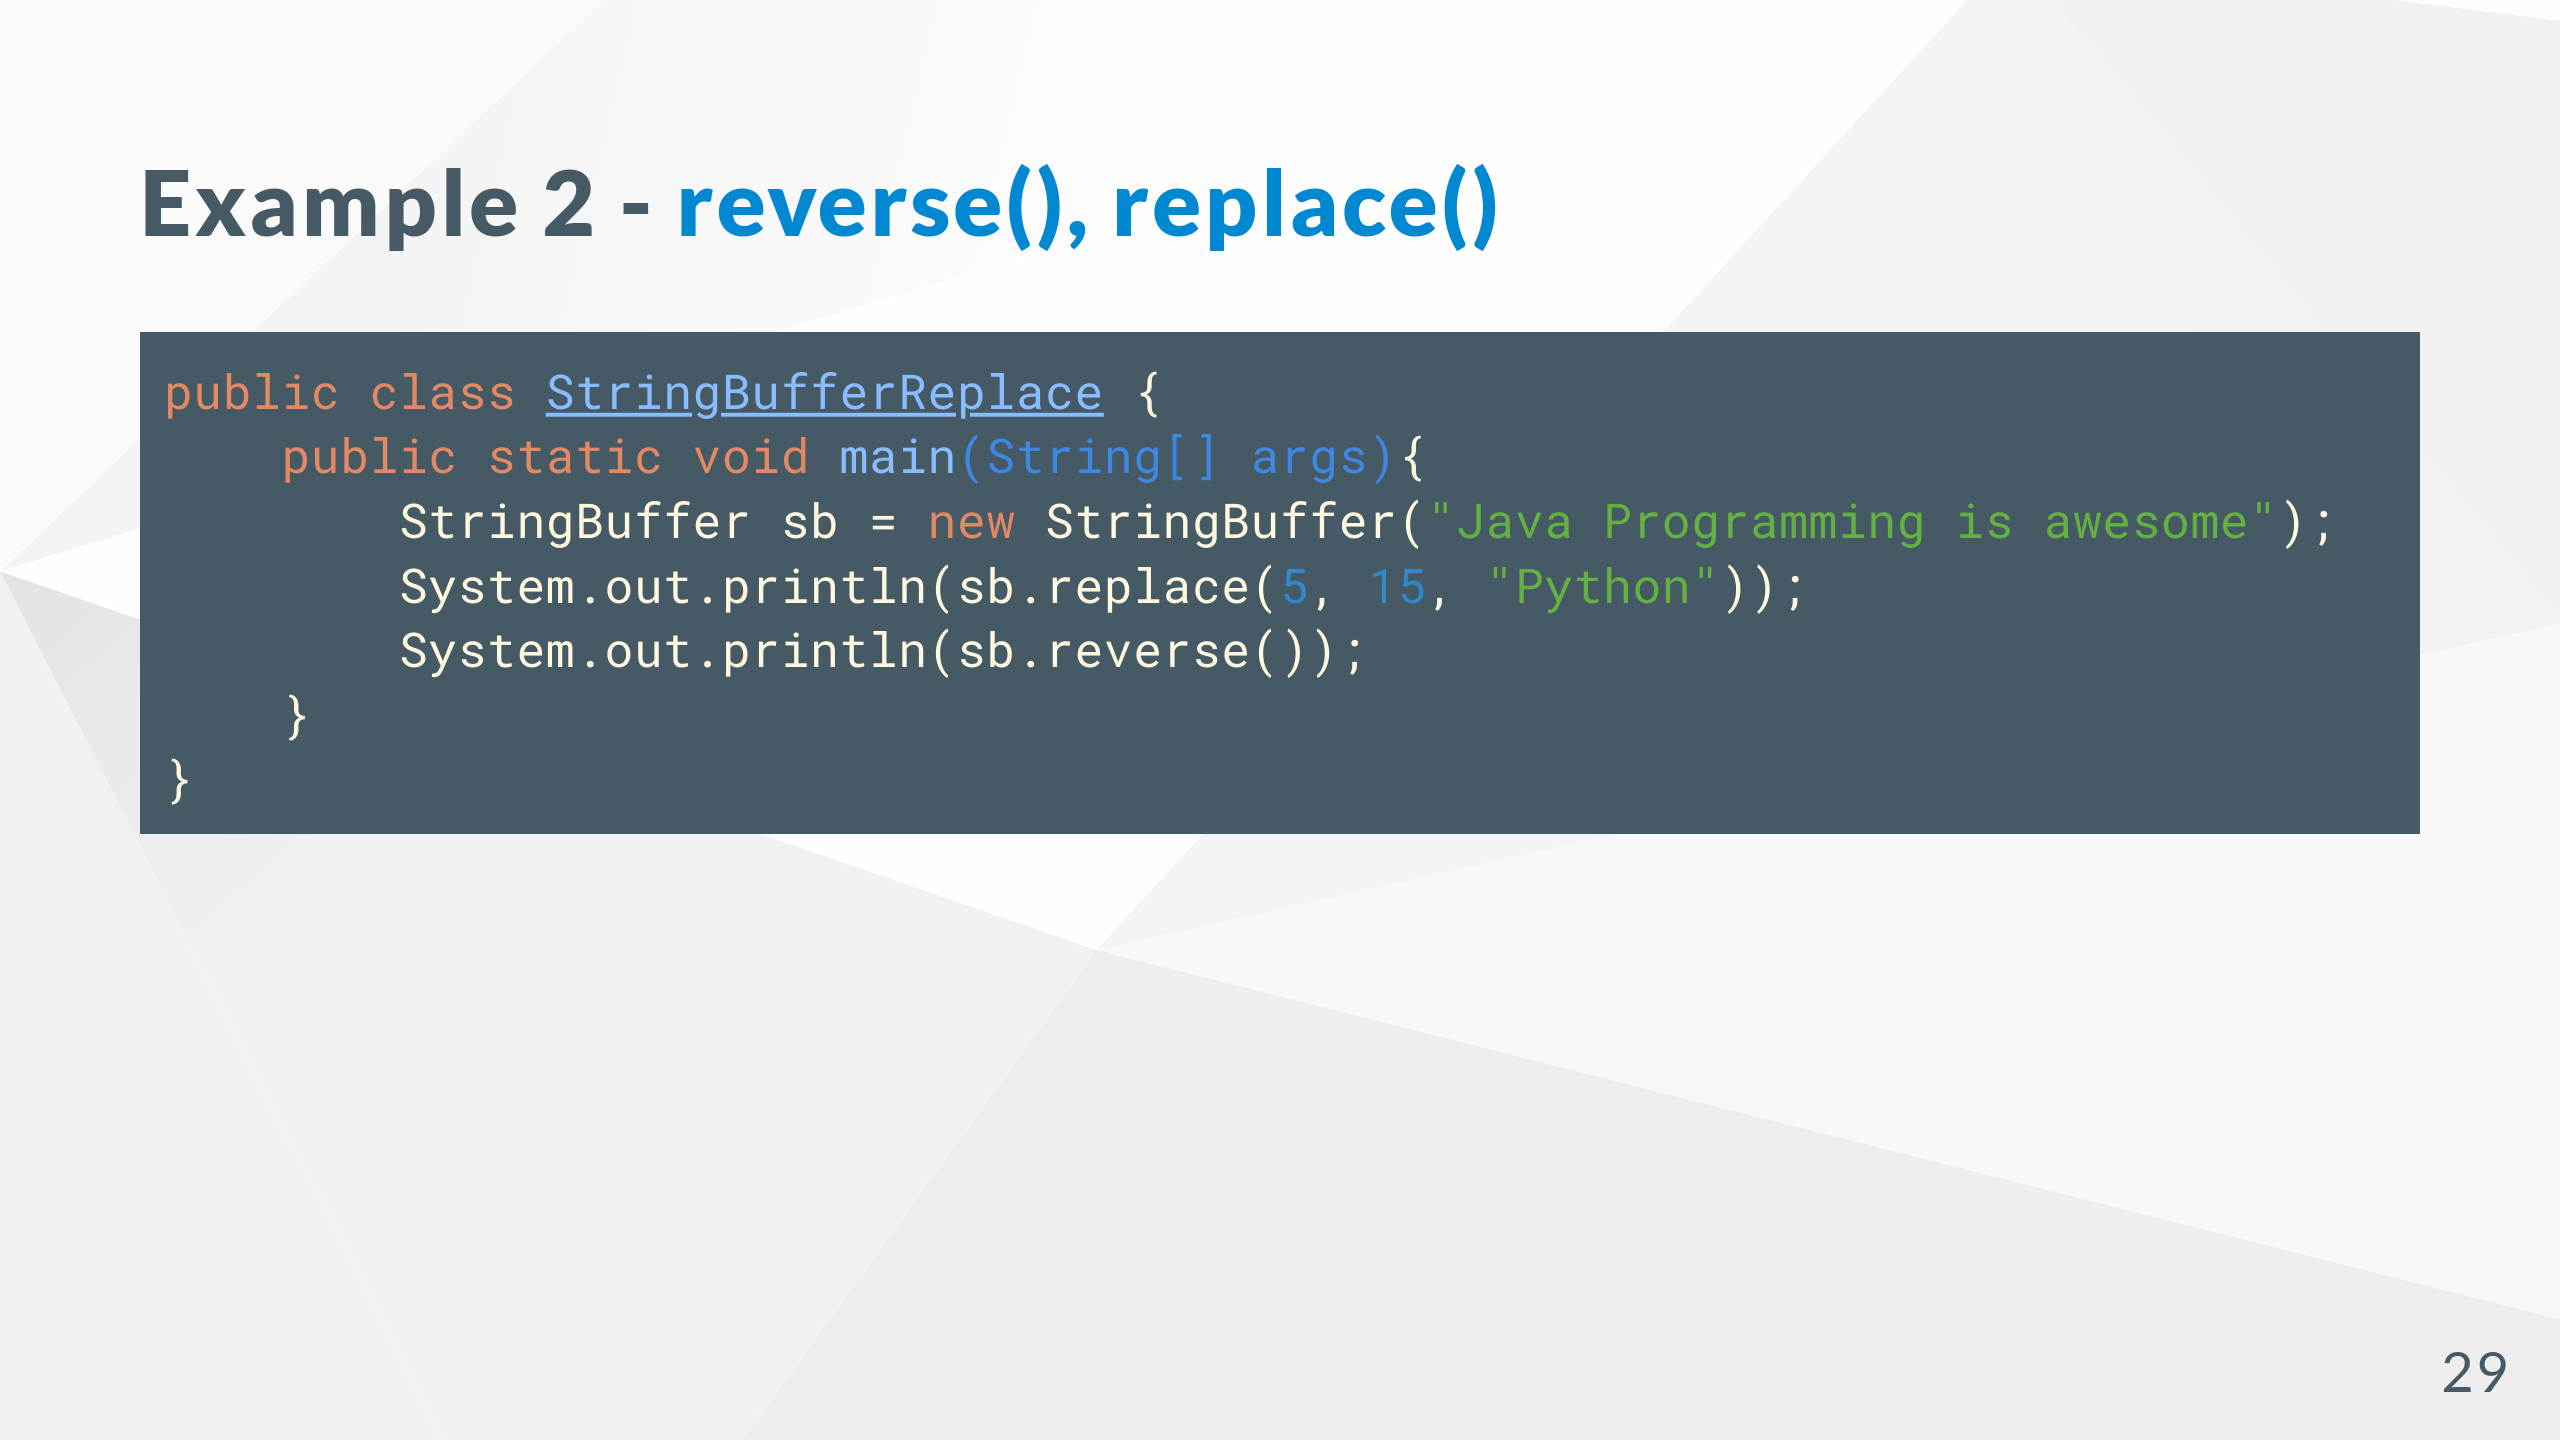 Example 2 - reverse(), replace()
public class StringBufferReplace {
    public static void main(String[] args){
        StringBuffer sb = new StringBuffer("Java Programming is awesome");
        System.out.println(sb.replace(5, 15, "Python"));
        System.out.println(sb.reverse());
    }
}
29